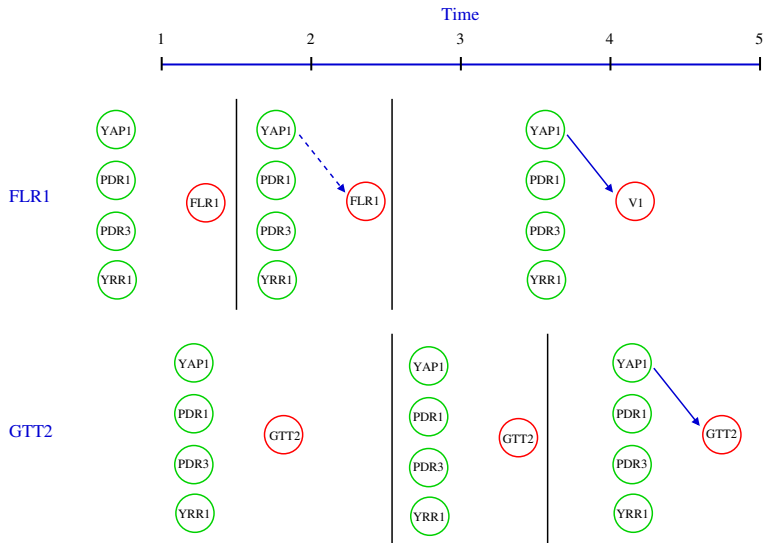 Time
1 2 3 4 5
FLR1
YAP1
PDR1
PDR3
YRR1
FLR1
YAP1
PDR1
PDR3
YRR1
FLR1
YAP1
PDR1
PDR3
YRR1
V1
GTT2
YAP1
PDR1
PDR3
YRR1
GTT2
YAP1
PDR1
PDR3
YRR1
GTT2
YAP1
PDR1
PDR3
YRR1
GTT2